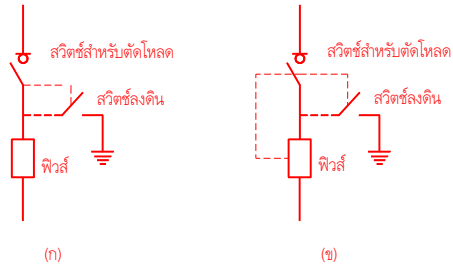 สวิตช์สำหรับตัดโหลด
สวิตช์ลงดิน
ฟิวส์
(ก)
สวิตช์สำหรับตัดโหลด
สวิตช์ลงดิน
ฟิวส์
(ข)